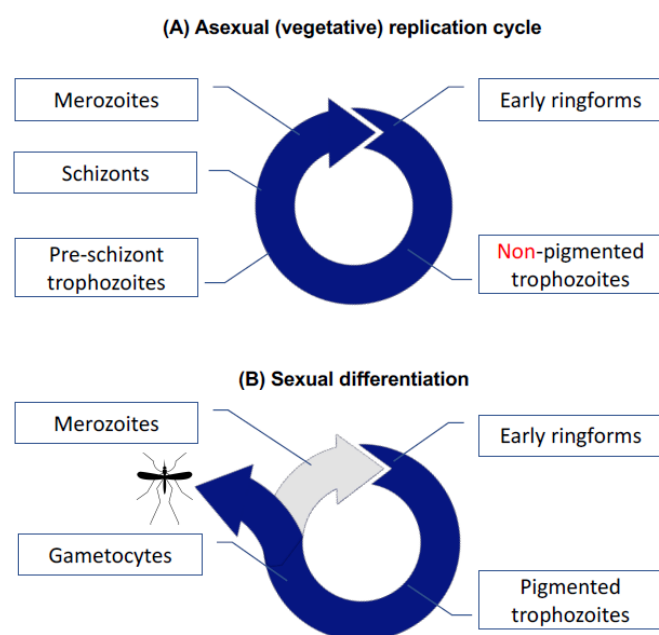 (A) Asexual (vegetative) replication cycle
Merozoites
Early ringforms
Schizonts
Pre-schizont
trophozoites
Non-pigmented
trophozoites
(B) Sexual differentiation
Merozoites
Early ringforms
Gametocytes
Pigmented
trophozoites